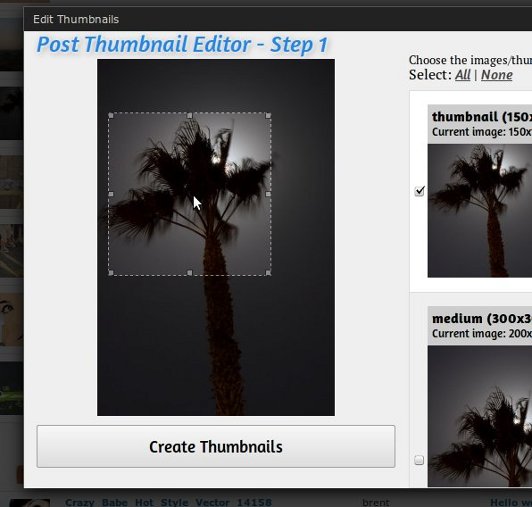 Edit Thumbnails
Post Thumbnail Editor - Step 1
Choose the images/thu
Select: All | None
thumbnail (150x
Current image: 150x
medium (300x3
Current image: 200x
Create Thumbnails
Crazy Babe Hot Style Vector 14158
brent
Hello w